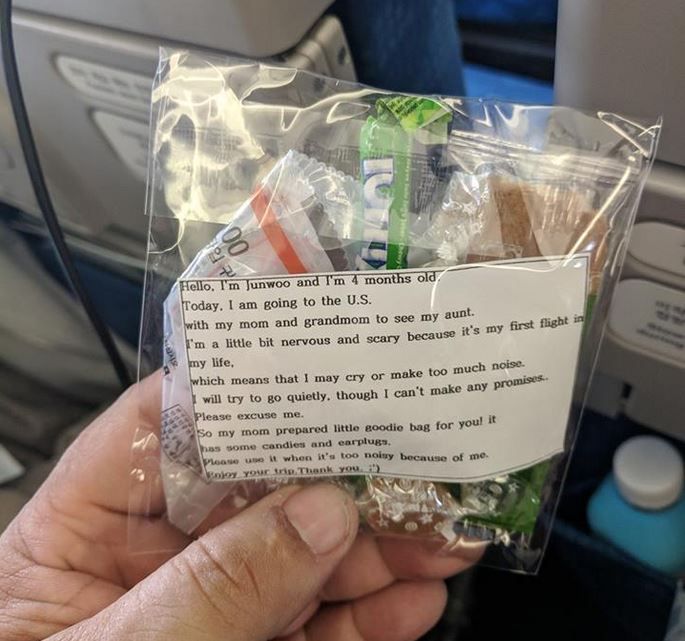 Hello, I'm Junwoo and I'm 4 months old
Today, I am going to the U.S.
with my mom and grandmom to see my aunt.
I'm a little bit nervous and scary because it's my first flight in
my life,
which means that I may cry or make too much noise.
I will try to go quietly, though I can't make any promises..
Please excuse me.
So my mom prepared little goodie bag for you! it
has some candies and earplugs.
Please use it when it's too noisy because of me.
Enjoy your trip.Thank you. :')